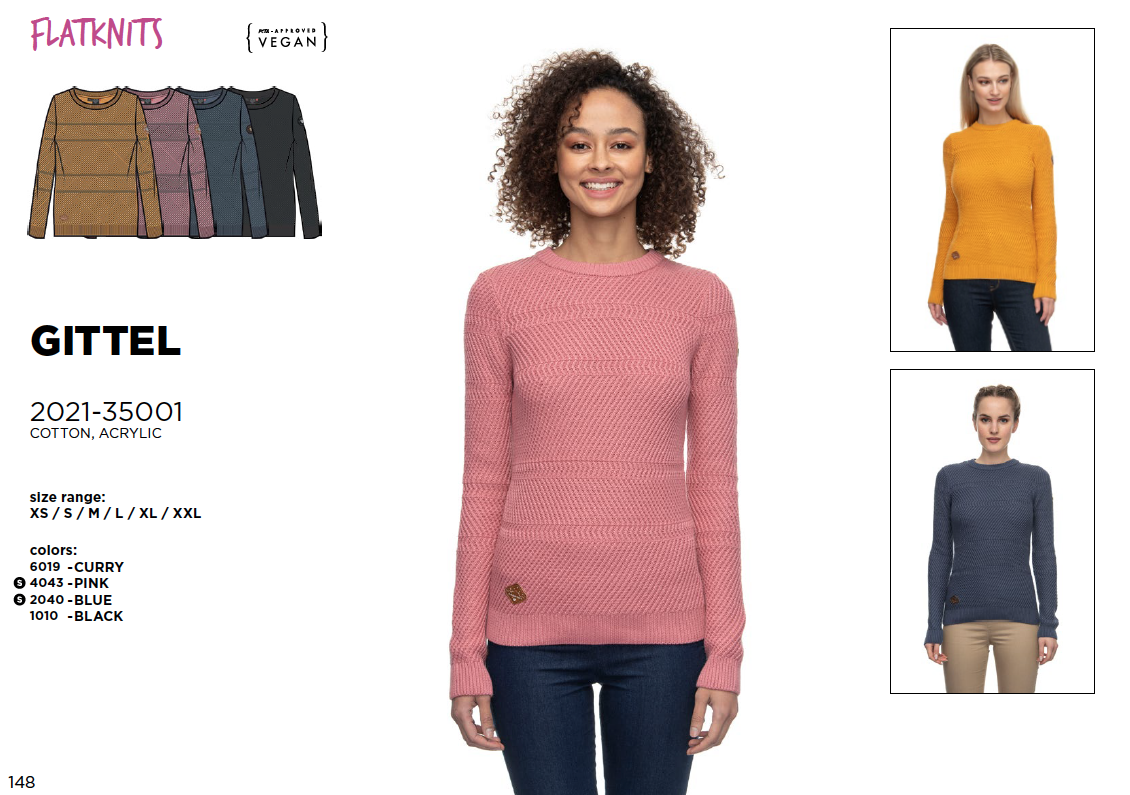 FLATKNITS
PETA-APPROVED
VEGAN
GITTEL
2021-35001
COTTON, ACRYLIC
size range:
XS / S / M / L / XL / XXL
colors:
6019 -CURRY
S 4043 -PINK
S 2040 -BLUE
1010 -BLACK
148